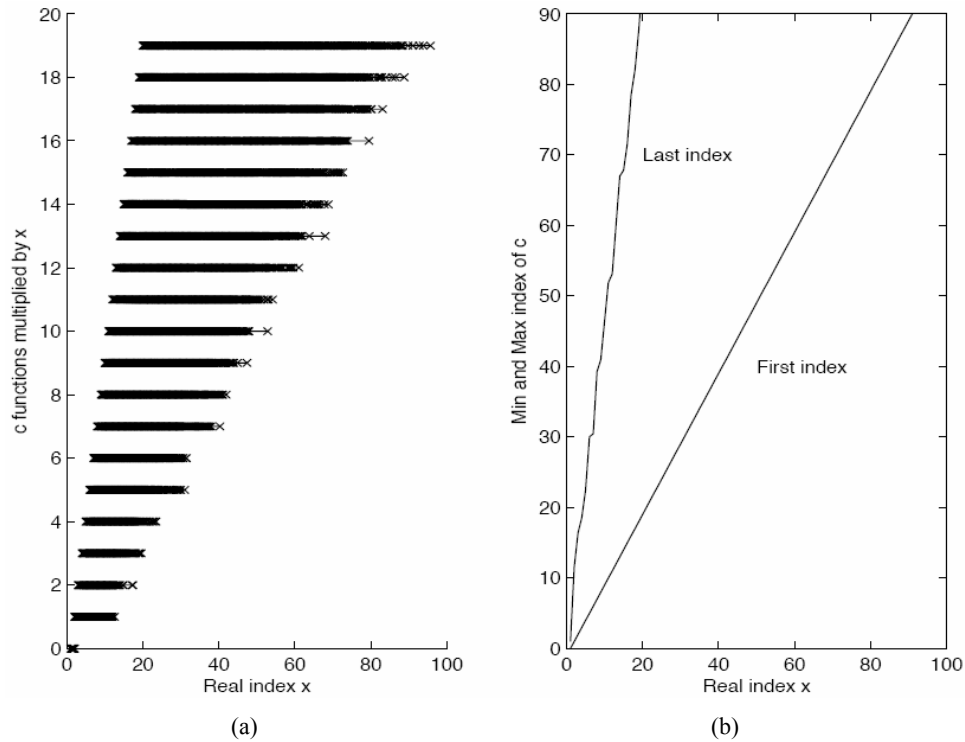 20
18
16
14
12
10
8
6
4
2
0
c functions multiplied by x
0 20 40 60 80 100
Real index x
(a)
90
80
70
60
50
40
30
20
10
0
Min and Max index of c
Last index
First index
0 20 40 60 80 100
Real index x
(b)